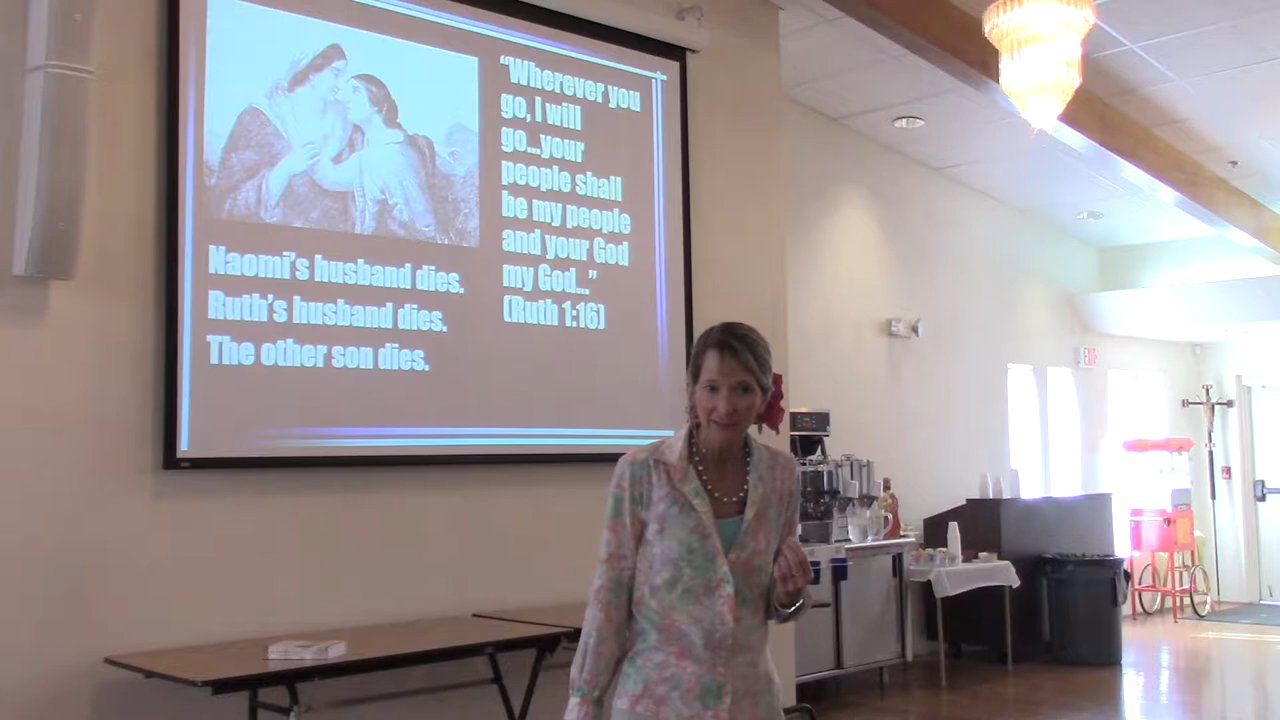 Naomi's husband dies.
Ruth's husband dies.
The other son dies.
“Wherever you
go, I will
go...your
people shall
be my people
and your God
my God...”
(Ruth 1:16)
EXIT